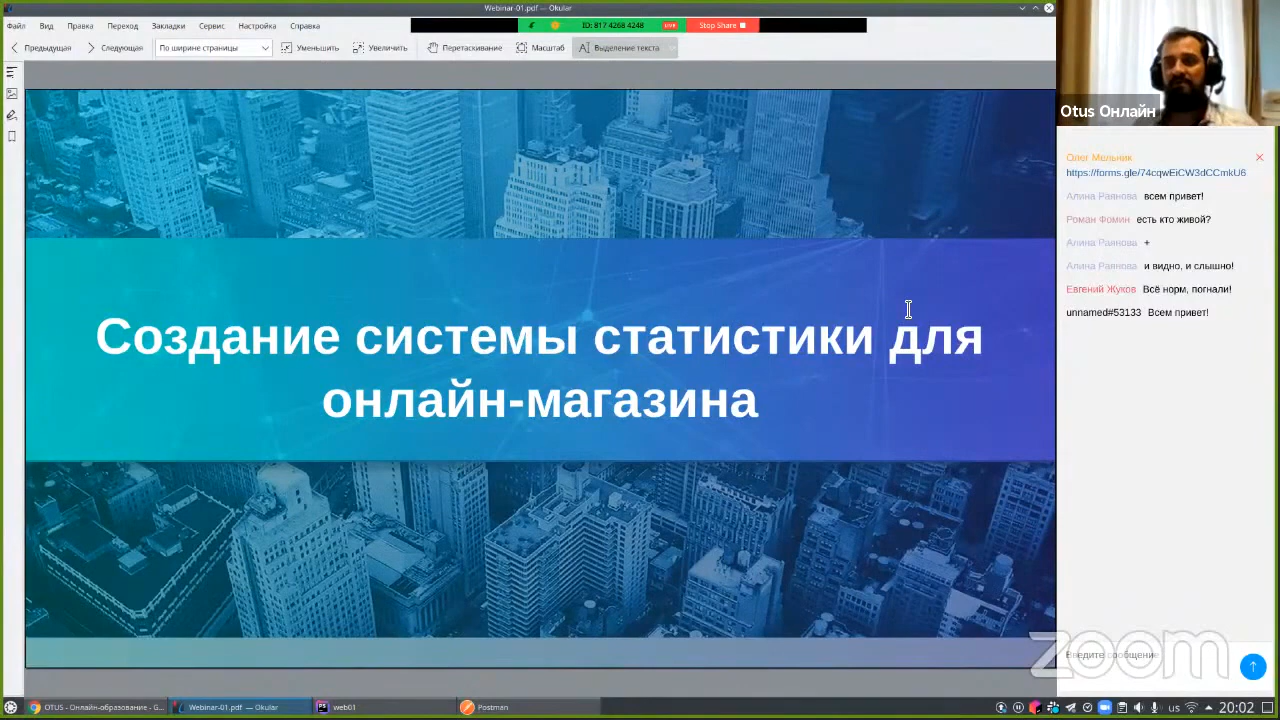 Webinar-01.pdf — Okular
Файл Вид Правка Переход Закладки Сервис Настройка Справка
ID: 817 4268 4248 LIVE Stop Share
Предыдущая Следующая По ширине страницы Уменьшить Увеличить Перетаскивание Масштаб Выделение текста
Otus Онлайн
Создание системы статистики для
онлайн-магазина
Олег Мельник
https://forms.gle/74cqwEiCW3dCCmkU6
Алина Раянова всем привет!
Роман Фомин есть кто живой?
Алина Раянова +
Алина Раянова и видно, и слышно!
Евгений Жуков Всё норм, погнали!
unnamed#53133 Всем привет!
Введите сообщение
zoom
OTUS - Онлайн-образование - G... Webinar-01.pdf — Okular web01 Postman us 20:02